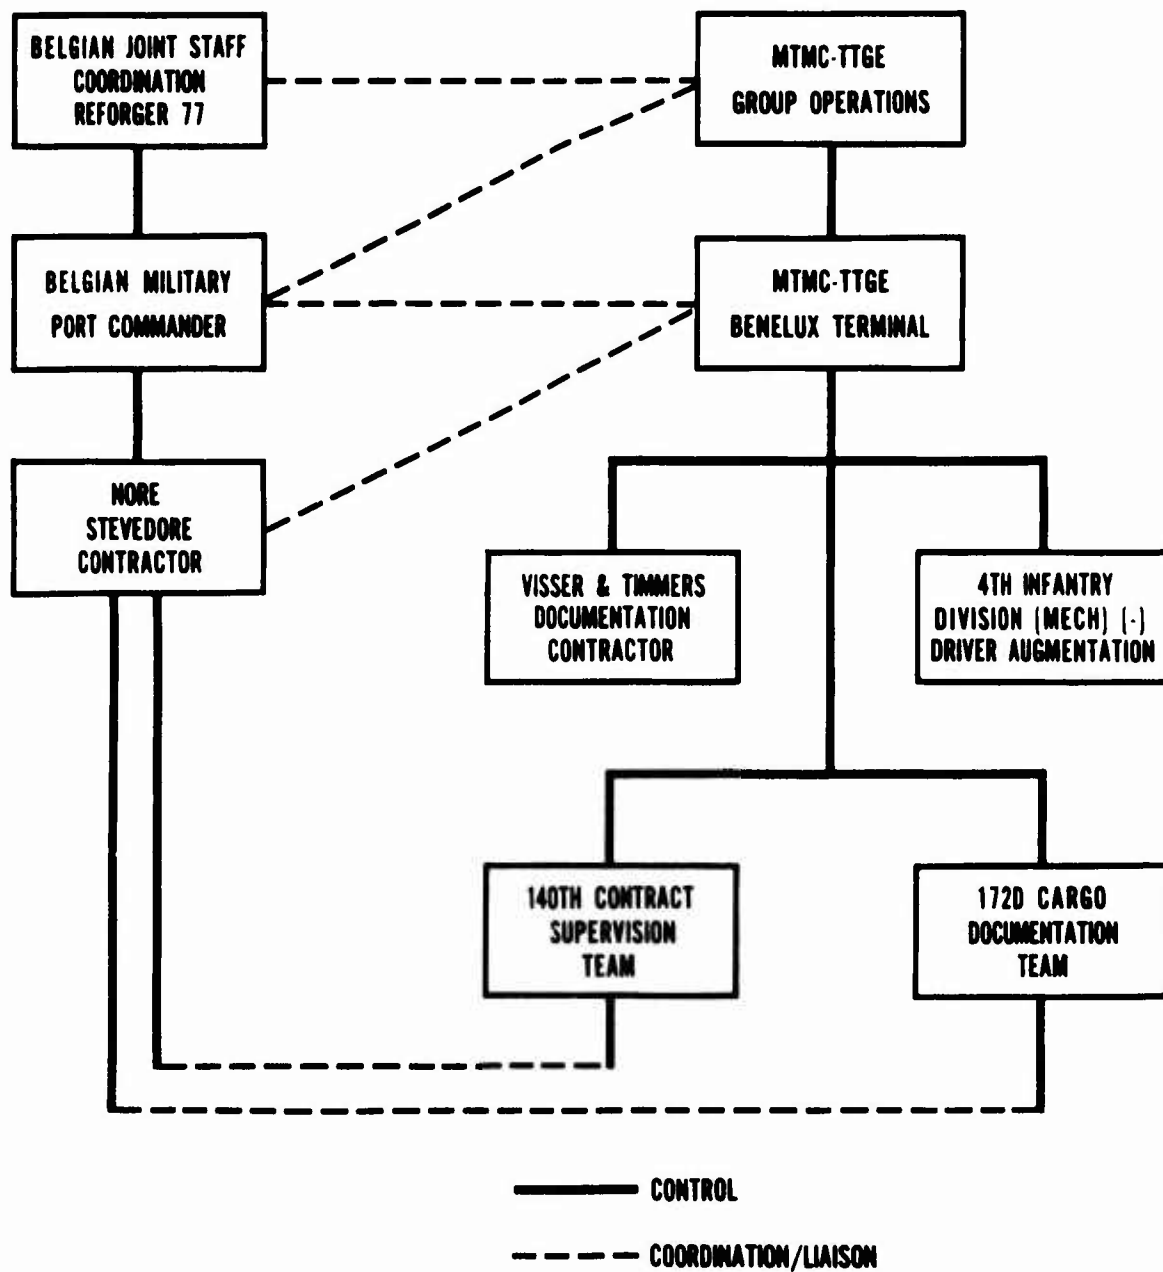 BELGIAN JOINT STAFF
COORDINATION
REFORGER 77
MTMC-TTGE
GROUP OPERATIONS
BELGIAN MILITARY
PORT COMMANDER
MTMC-TTGE
BENELUX TERMINAL
NORE
STEVEDORE
CONTRACTOR
VISSER & TIMMERS
DOCUMENTATION
CONTRACTOR
4TH INFANTRY
DIVISION (MECH) (-)
DRIVER AUGMENTATION
140TH CONTRACT
SUPERVISION
TEAM
172D CARGO
DOCUMENTATION
TEAM
CONTROL
COORDINATION/LIAISON